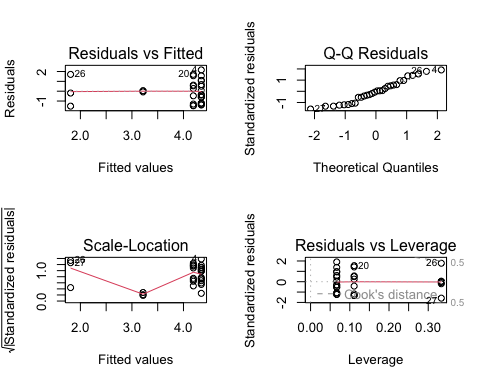 Residuals vs Fitted
Residuals
2
-1
26
20
4
2.0
3.0
4.0
Fitted values
Q-Q Residuals
Standardized residuals
1
-1
27
26
4
-2
-1
0
1
2
Theoretical Quantiles
Scale-Location
√|Standardized residuals|
1.0
0.0
2.0
3.0
4.0
Fitted values
Residuals vs Leverage
Standardized residuals
2
0
-2
20
26
27
0.5
0.5
Cook's distance
0.00
0.10
0.20
0.30
Leverage